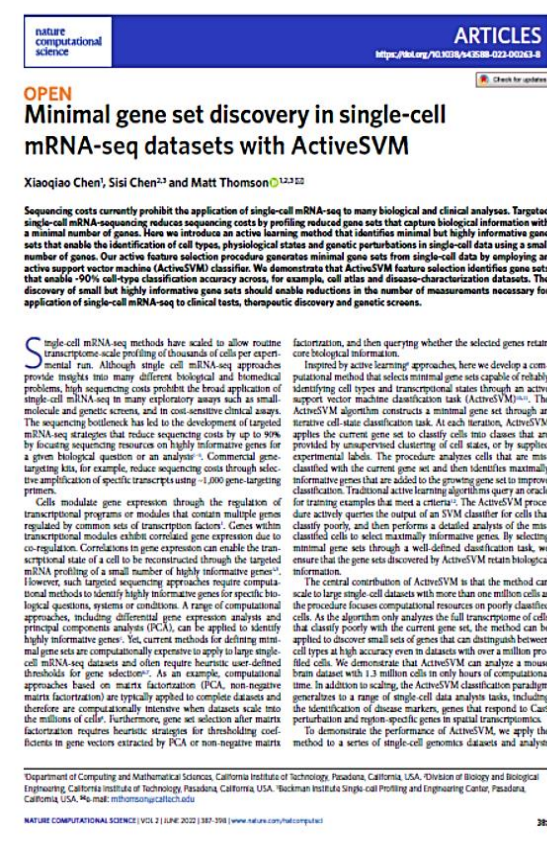 nature
computational
science
ARTICLES
https://doi.org/10.1038/s43588-022-00263-8
Check for updates
OPEN
Minimal gene set discovery in single-cell
mRNA-seq datasets with ActiveSVM
Xiaoqiao Chen1, Sisi Chen2,3 and Matt Thomson 1,2,3 ✉
Sequencing costs currently prohibit the application of single-cell mRNA-seq to many biological and clinical analyses. Targeted
single-cell mRNA-sequencing reduces sequencing costs by profiling reduced gene sets that capture biological information with
a minimal number of genes. Here we introduce an active learning method that identifies minimal but highly informative gene
sets that enable the identification of cell types, physiological states and genetic perturbations in single-cell data using a small
number of genes. Our active feature selection procedure generates minimal gene sets from single-cell data by employing an
active support vector machine (ActiveSVM) classifier. We demonstrate that ActiveSVM feature selection identifies gene sets
that enable ~90% cell-type classification accuracy across, for example, cell atlas and disease-characterization datasets. The
discovery of small but highly informative gene sets should enable reductions in the number of measurements necessary for
application of single-cell mRNA-seq to clinical tests, therapeutic discovery and genetic screens.
Single-cell mRNA-seq methods have scaled to allow routine
transcriptome-scale profiling of thousands of cells per experi-
mental run. Although single cell mRNA-seq approaches
provide insights into many different biological and biomedical
problems, high sequencing costs prohibit the broad application of
single-cell mRNA-seq in many exploratory assays such as small-
molecule and genetic screens, and in cost-sensitive clinical assays.
The sequencing bottleneck has led to the development of targeted
mRNA-seq strategies that reduce sequencing costs by up to 90%
by focusing sequencing resources on highly informative genes for
a given biological question or an analysis
. Commercial gene-
targeting kits, for example, reduce sequencing costs through selec-
tive amplification of specific transcripts using ~1,000 gene-targeting
primers.
Cells modulate gene expression through the regulation of
transcriptional programs or modules that contain multiple genes
regulated by common sets of transcription factors. Genes within
transcriptional modules exhibit correlated gene expression due to
co-regulation. Correlations in gene expression can enable the tran-
scriptional state of a cell to be reconstructed through the targeted
mRNA profiling of a small number of highly informative genes.
However, such targeted sequencing approaches require computa-
tional methods to identify highly informative genes for specific bio-
logical questions, systems or conditions. A range of computational
approaches, including differential gene expression analysis and
principal components analysis (PCA), can be applied to identify
highly informative genes. Yet, current methods for defining mini-
mal gene sets are computationally expensive to apply to large single-
cell mRNA-seq datasets and often require heuristic user-defined
thresholds for gene selection. As an example, computational
approaches based on matrix factorization (PCA, non-negative
matrix factorization) are typically applied to complete datasets and
therefore are computationally intensive when datasets scale into
the millions of cells. Furthermore, gene set selection after matrix
factorization requires heuristic strategies for thresholding coef-
ficients in gene vectors extracted by PCA or non-negative matrix
factorization, and then querying whether the selected genes retain
core biological information.
Inspired by active learning approaches, here we develop a com-
putational method that selects minimal gene sets capable of reliably
identifying cell types and transcriptional states through an active
support vector machine classification task (ActiveSVM). The
ActiveSVM algorithm constructs a minimal gene set through an
iterative cell-state classification task. At each iteration, ActiveSVM
applies the current gene set to classify cells into classes that are
provided by unsupervised clustering of cell states, or by supplied
experimental labels. The procedure analyzes cells that are mis-
classified with the current gene set and then identifies maximally
informative genes that are added to the growing gene set to improve
classification. Traditional active learning algorithms query an oracle
for training examples that meet a criteria. The ActiveSVM proce-
dure actively queries the output of an SVM classifier for cells that
classify poorly, and then performs a detailed analysis of the mis-
classified cells to select maximally informative genes. By selecting
minimal gene sets through a well-defined classification task, we
ensure that the gene sets discovered by ActiveSVM retain biological
information.
The central contribution of ActiveSVM is that the method can
scale to large single-cell datasets with more than one million cells as
the procedure focuses computational resources on poorly classified
cells. As the algorithm only analyzes the full transcriptome of cells
that classify poorly with the current gene set, the method can be
applied to discover small sets of genes that can distinguish between
cell types at high accuracy even in datasets with over a million pro-
filed cells. We demonstrate that ActiveSVM can analyze a mouse
brain dataset with 1.3 million cells in only hours of computational
time. In addition to scaling, the ActiveSVM classification paradigm
generalizes to a range of single-cell data analysis tasks, including
the identification of disease markers, genes that respond to Cas9
perturbation and region-specific genes in spatial transcriptomics.
To demonstrate the performance of ActiveSVM, we apply the
method to a series of single-cell genomics datasets and analysis
1Department of Computing and Mathematical Sciences, California Institute of Technology, Pasadena, California, USA. 2Division of Biology and Biological
Engineering, California Institute of Technology, Pasadena, California, USA. 3Beckman Institute Single-cell Profiling and Engineering Center, Pasadena,
California, USA. ✉e-mail: mthomson@caltech.edu
NATURE COMPUTATIONAL SCIENCE | VOL 2 | JUNE 2022 | 387–398 | www.nature.com/natcomputsci